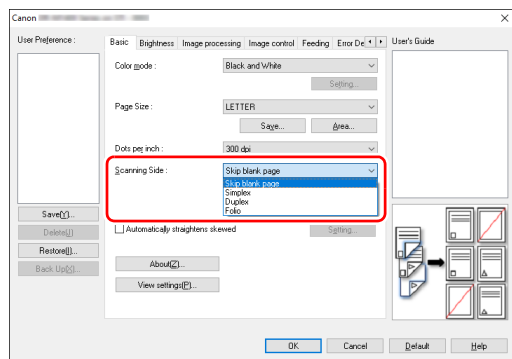 Canon
User Preference :
Basic Brightness Image processing Image control Feeding Error De
User's Guide
Color mode :
Black and White
Setting...
Page Size :
LETTER
Save...
Area...
Dots per inch :
300 dpi
Scanning Side :
Skip blank page
Skip blank page
Simplex
Duplex
Folio
Automatically straightens skewed
Setting...
Save(Y)...
Delete(J)
Restore(I)...
Back Up(X)...
About(Z)...
View settings(P)...
OK
Cancel
Default
Help